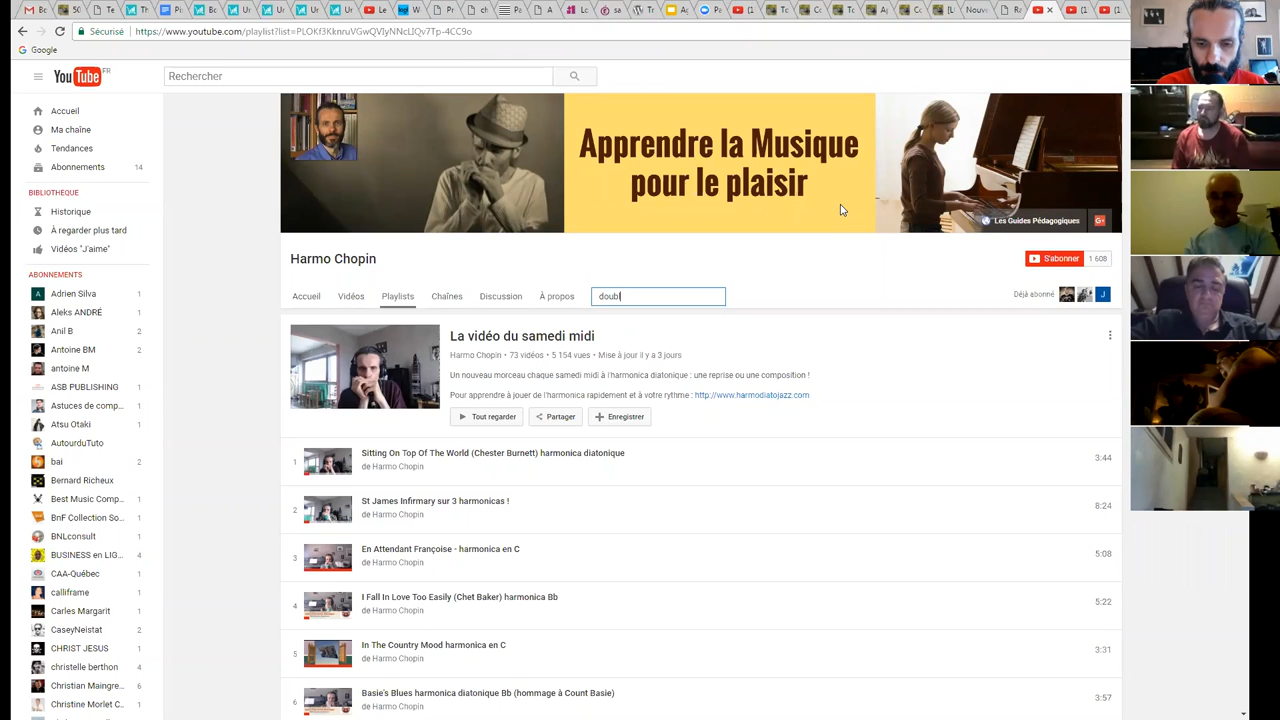 Sécurisé
https://www.youtube.com/playlist?list=PLOKf3KknruVGwQVIyNNcLIQv7Tp-4CC9o
Google
YouTube FR
Rechercher
Accueil
Ma chaîne
Tendances
Abonnements 14
BIBLIOTHÈQUE
Historique
À regarder plus tard
Vidéos "J'aime"
ABONNEMENTS
Adrien Silva 1
Aleks ANDRÉ 1
Anil B 2
Antoine BM 2
antoine M
ASB PUBLISHING 1
Astuces de comp... 1
Atsu Otaki 1
AutourduTuto
bai 2
Bernard Richeux
Best Music Comp... 1
BnF Collection So... 1
BNLconsult 1
BUSINESS en LIG... 4
CAA-Québec 1
calliframe 1
Carles Margarit 1
CaseyNeistat 2
CHRIST JESUS 1
christelle berthon 4
Christian Maingre... 6
Christine Morlet C... 1
Apprendre la Musique
pour le plaisir
Les Guides Pédagogiques
Harmo Chopin
S'abonner 1 608
Accueil
Vidéos
Playlists
Chaînes
Discussion
À propos
doubl
Déjà abonné
La vidéo du samedi midi
Harmo Chopin • 73 vidéos • 5 154 vues • Mise à jour il y a 3 jours
Un nouveau morceau chaque samedi midi à l'harmonica diatonique : une reprise ou une composition !
Pour apprendre à jouer de l'harmonica rapidement et à votre rythme : http://www.harmodiatojazz.com
Tout regarder
Partager
Enregistrer
1 Sitting On Top Of The World (Chester Burnett) harmonica diatonique 3:44
de Harmo Chopin
2 St James Infirmary sur 3 harmonicas ! 8:24
de Harmo Chopin
3 En Attendant Françoise - harmonica en C 5:08
de Harmo Chopin
4 I Fall In Love Too Easily (Chet Baker) harmonica Bb 5:22
de Harmo Chopin
5 In The Country Mood harmonica en C 3:31
de Harmo Chopin
6 Basie's Blues harmonica diatonique Bb (hommage à Count Basie) 3:57
de Harmo Chopin